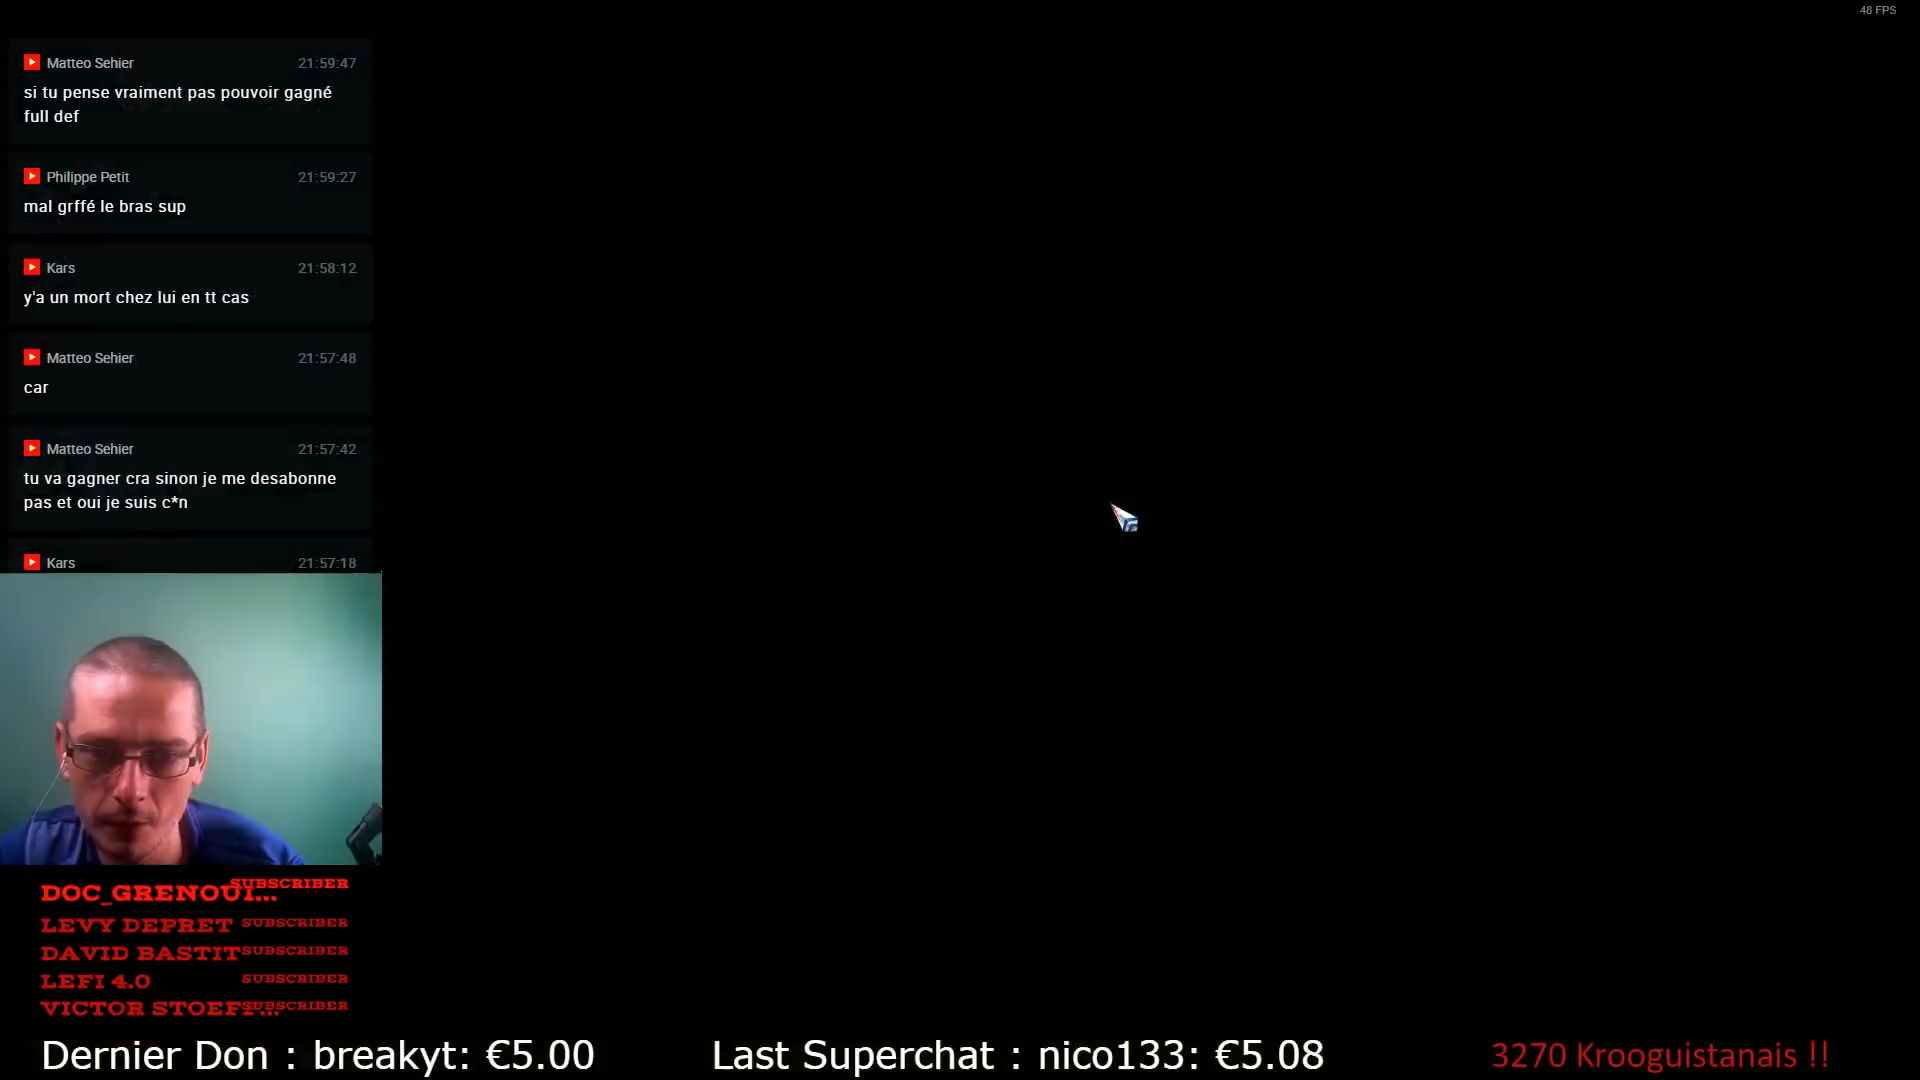 48 FPS
Matteo Sehier 21:59:47
si tu pense vraiment pas pouvoir gagné
full def
Philippe Petit 21:59:27
mal grffé le bras sup
Kars 21:58:12
y'a un mort chez lui en tt cas
Matteo Sehier 21:57:48
car
Matteo Sehier 21:57:42
tu va gagner cra sinon je me desabonne
pas et oui je suis c*n
Kars 21:57:18
DOC_GRENOUI... SUBSCRIBER
LEVY DEPRET SUBSCRIBER
DAVID BASTIT SUBSCRIBER
LEFI 4.0 SUBSCRIBER
VICTOR STOEFF... SUBSCRIBER
Dernier Don : breakyt: €5.00 Last Superchat : nico133: €5.08 3270 Krooguistanais !!